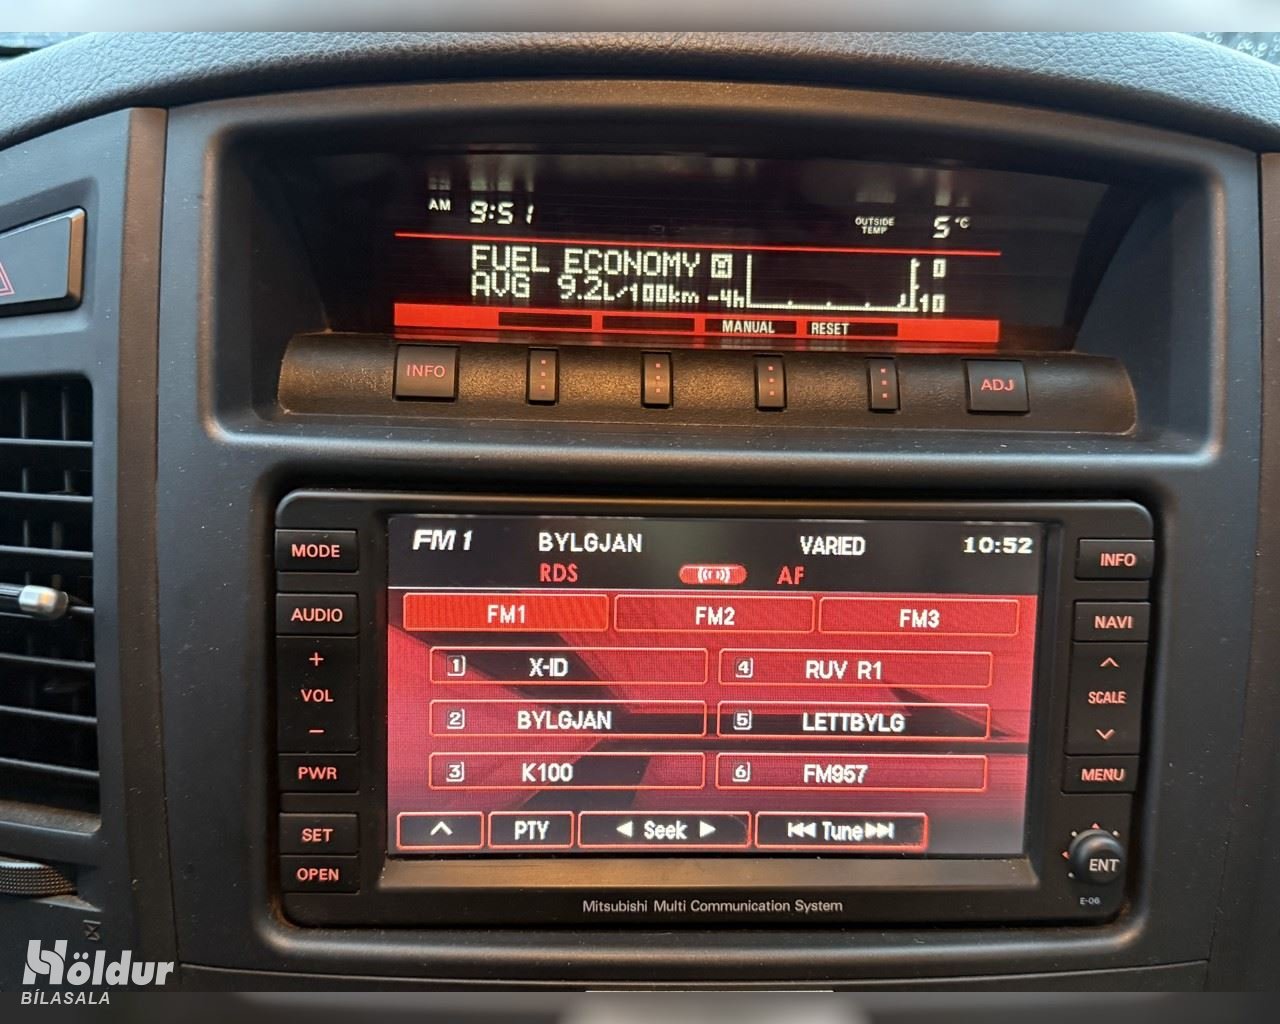 AM 9:51 OUTSIDE TEMP 5 °C
FUEL ECONOMY M 0
AVG 9.2L/100km -4h 10
MANUAL RESET
INFO ADJ
FM 1 BYLGJAN VARIED 10:52
RDS AF
FM1 FM2 FM3
1 X-ID 4 RUV R1
2 BYLGJAN 5 LETTBYLG
3 K100 6 FM957
PTY Seek Tune
MODE
AUDIO
+
VOL
−
PWR
SET
OPEN
INFO
NAVI
SCALE
MENU
ENT
E-06
Mitsubishi Multi Communication System
Höldur
BÍLASALA